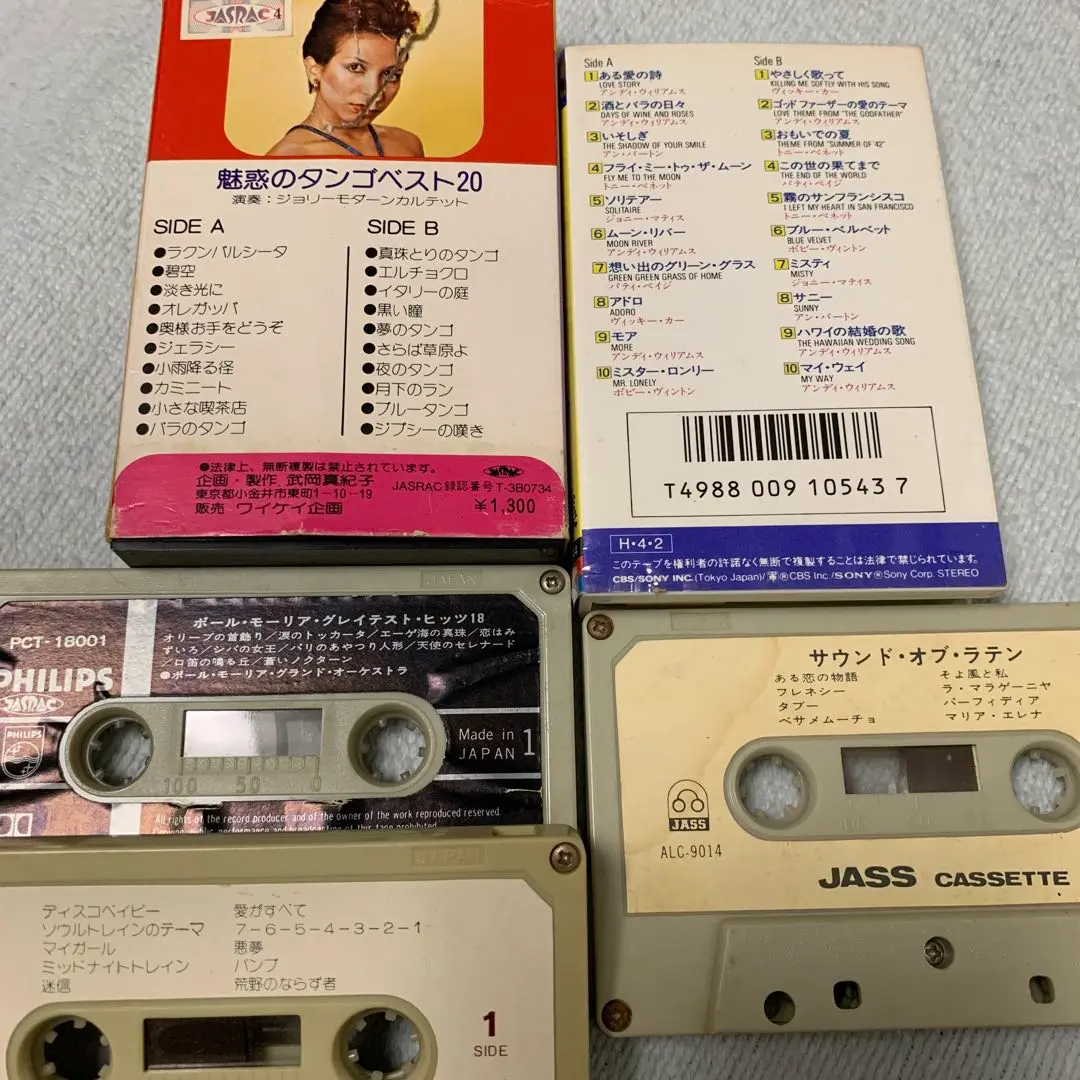 JASRAC 4
魅惑のタンゴベスト20
演奏：ジョリーモダーンカルテット
SIDE A
●ラクンパルシータ
●碧空
●淡き光に
●オレガッパ
●奥様お手をどうぞ
●ジェラシー
●小雨降る径
●カミニート
●小さな喫茶店
●バラのタンゴ
SIDE B
●真珠とりのタンゴ
●エルチョクロ
●イタリーの庭
●黒い瞳
●夢のタンゴ
●さらば草原よ
●夜のタンゴ
●月下のラン
●ブルータンゴ
●ジプシーの嘆き
●法律上、無断複製は禁止されています。
企画・製作 武岡真紀子
東京都小金井市東町1-10-19
販売 ワイケイ企画
JASRAC
JASRAC録認番号T-3B0734
¥1,300
Side A
1 ある愛の詩
LOVE STORY
アンディ・ウィリアムス
2 酒とバラの日々
DAYS OF WINE AND ROSES
アンディ・ウィリアムス
3 いそしぎ
THE SHADOW OF YOUR SMILE
アン・バートン
4 フライ・ミー・トゥ・ザ・ムーン
FLY ME TO THE MOON
トニー・ベネット
5 ソリテアー
SOLITAIRE
ジョニー・マティス
6 ムーン・リバー
MOON RIVER
アンディ・ウィリアムス
7 想い出のグリーン・グラス
GREEN GREEN GRASS OF HOME
パティ・ペイジ
8 アドロ
ADORO
ヴィッキー・カー
9 モア
MORE
アンディ・ウィリアムス
10 ミスター・ロンリー
MR. LONELY
ボビー・ヴィントン
Side B
1 やさしく歌って
KILLING ME SOFTLY WITH HIS SONG
ヴィッキー・カー
2 ゴッドファーザーの愛のテーマ
LOVE THEME FROM "THE GODFATHER"
アンディ・ウィリアムス
3 おもいでの夏
THEME FROM "SUMMER OF '42"
トニー・ベネット
4 この世の果てまで
THE END OF THE WORLD
パティ・ペイジ
5 霧のサンフランシスコ
I LEFT MY HEART IN SAN FRANCISCO
トニー・ベネット
6 ブルー・ベルベット
BLUE VELVET
ボビー・ヴィントン
7 ミスティ
MISTY
ジョニー・マティス
8 サニー
SUNNY
アン・バートン
9 ハワイの結婚の歌
THE HAWAIIAN WEDDING SONG
アンディ・ウィリアムス
10 マイ・ウェイ
MY WAY
アンディ・ウィリアムス
T4988 009 10543 7
H・4・2
このテープを権利者の許諾なく無断で複製することは法律で禁じられています。
CBS/SONY INC. (Tokyo Japan)/ ®CBS Inc./SONY®Sony Corp. STEREO
JAPAN
ポール・モーリア・グレイテスト・ヒッツ18
PCT-18001
オリーブの首飾り／涙のトッカータ／エーゲ海の真珠／恋はみ
ずいろ／シバの女王／パリのあやつり人形／天使のセレナード
／口笛の鳴る丘／蒼いノクターン
●ポール・モーリア・グランド・オーケストラ
PHILIPS
JASRAC
PHILIPS
Made in
JAPAN
1
100 50 0
All rights of the record producer and of the owner of the work reproduced reserved.
サウンド・オブ・ラテン
ある恋の物語
フレネシー
タブー
ベサメムーチョ
そよ風と私
ラ・マラゲーニヤ
パーフィディア
マリア・エレナ
JASS
ALC-9014
JASS CASSETTE
JAPAN
ディスコベイビー
ソウルトレインのテーマ
マイガール
ミッドナイトトレイン
迷信
愛がすべて
7-6-5-4-3-2-1
悪夢
バンプ
荒野のならず者
1
SIDE